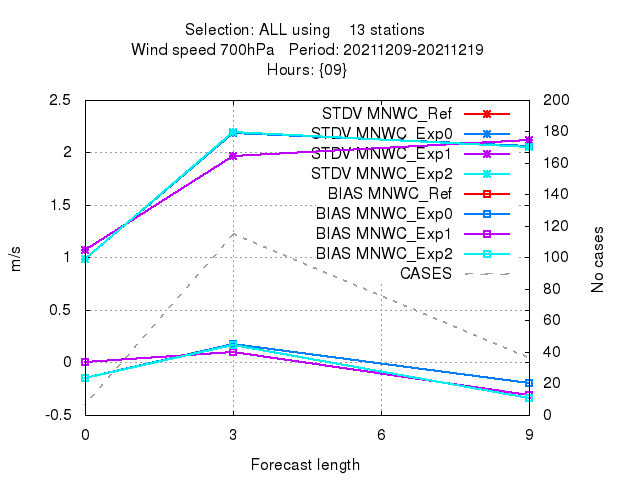 Selection: ALL using 13 stations
Wind speed 700hPa Period: 20211209-20211219
Hours: {09}
2.5
2
1.5
1
0.5
0
-0.5
m/s
STDV MNWC_Ref
STDV MNWC_Exp0
STDV MNWC_Exp1
STDV MNWC_Exp2
BIAS MNWC_Ref
BIAS MNWC_Exp0
BIAS MNWC_Exp1
BIAS MNWC_Exp2
CASES
200
180
160
140
120
100
80
60
40
20
0
No cases
0 3 6 9
Forecast length